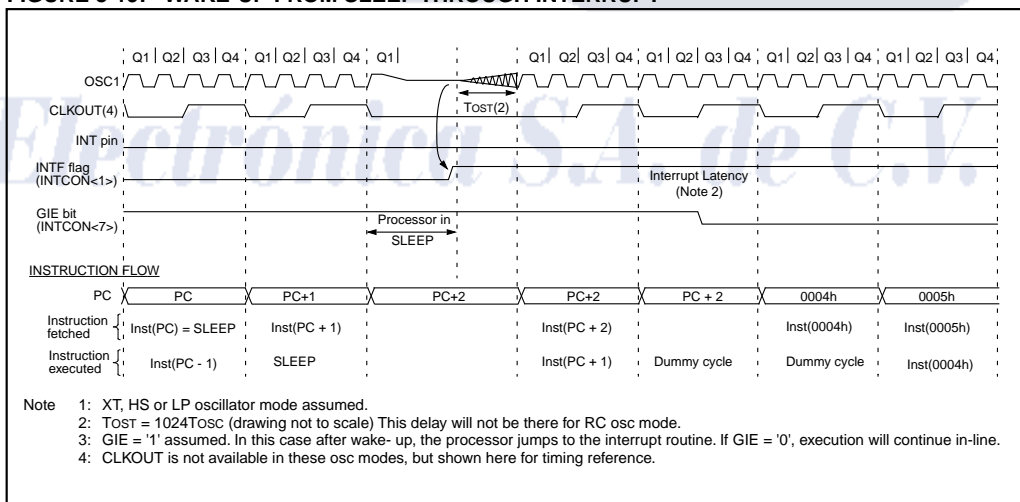 FIGURE 8-13: WAKE-UP FROM SLEEP THROUGH INTERRUPT
Q1 Q2 Q3 Q4 Q1 Q2 Q3 Q4 Q1 Q1 Q2 Q3 Q4 Q1 Q2 Q3 Q4 Q1 Q2 Q3 Q4 Q1 Q2 Q3 Q4
OSC1
CLKOUT(4)
TOST(2)
INT pin
INTF flag
(INTCON<1>)
Interrupt Latency
(Note 2)
GIE bit
(INTCON<7>)
Processor in
SLEEP
INSTRUCTION FLOW
PC PC PC+1 PC+2 PC+2 PC + 2 0004h 0005h
Instruction
fetched
Inst(PC) = SLEEP Inst(PC + 1) Inst(PC + 2) Inst(0004h) Inst(0005h)
Instruction
executed
Inst(PC - 1) SLEEP Inst(PC + 1) Dummy cycle Dummy cycle Inst(0004h)
Note 1: XT, HS or LP oscillator mode assumed.
2: TOST = 1024TOSC (drawing not to scale) This delay will not be there for RC osc mode.
3: GIE = '1' assumed. In this case after wake- up, the processor jumps to the interrupt routine. If GIE = '0', execution will continue in-line.
4: CLKOUT is not available in these osc modes, but shown here for timing reference.
Electrónica S.A. de C.V.